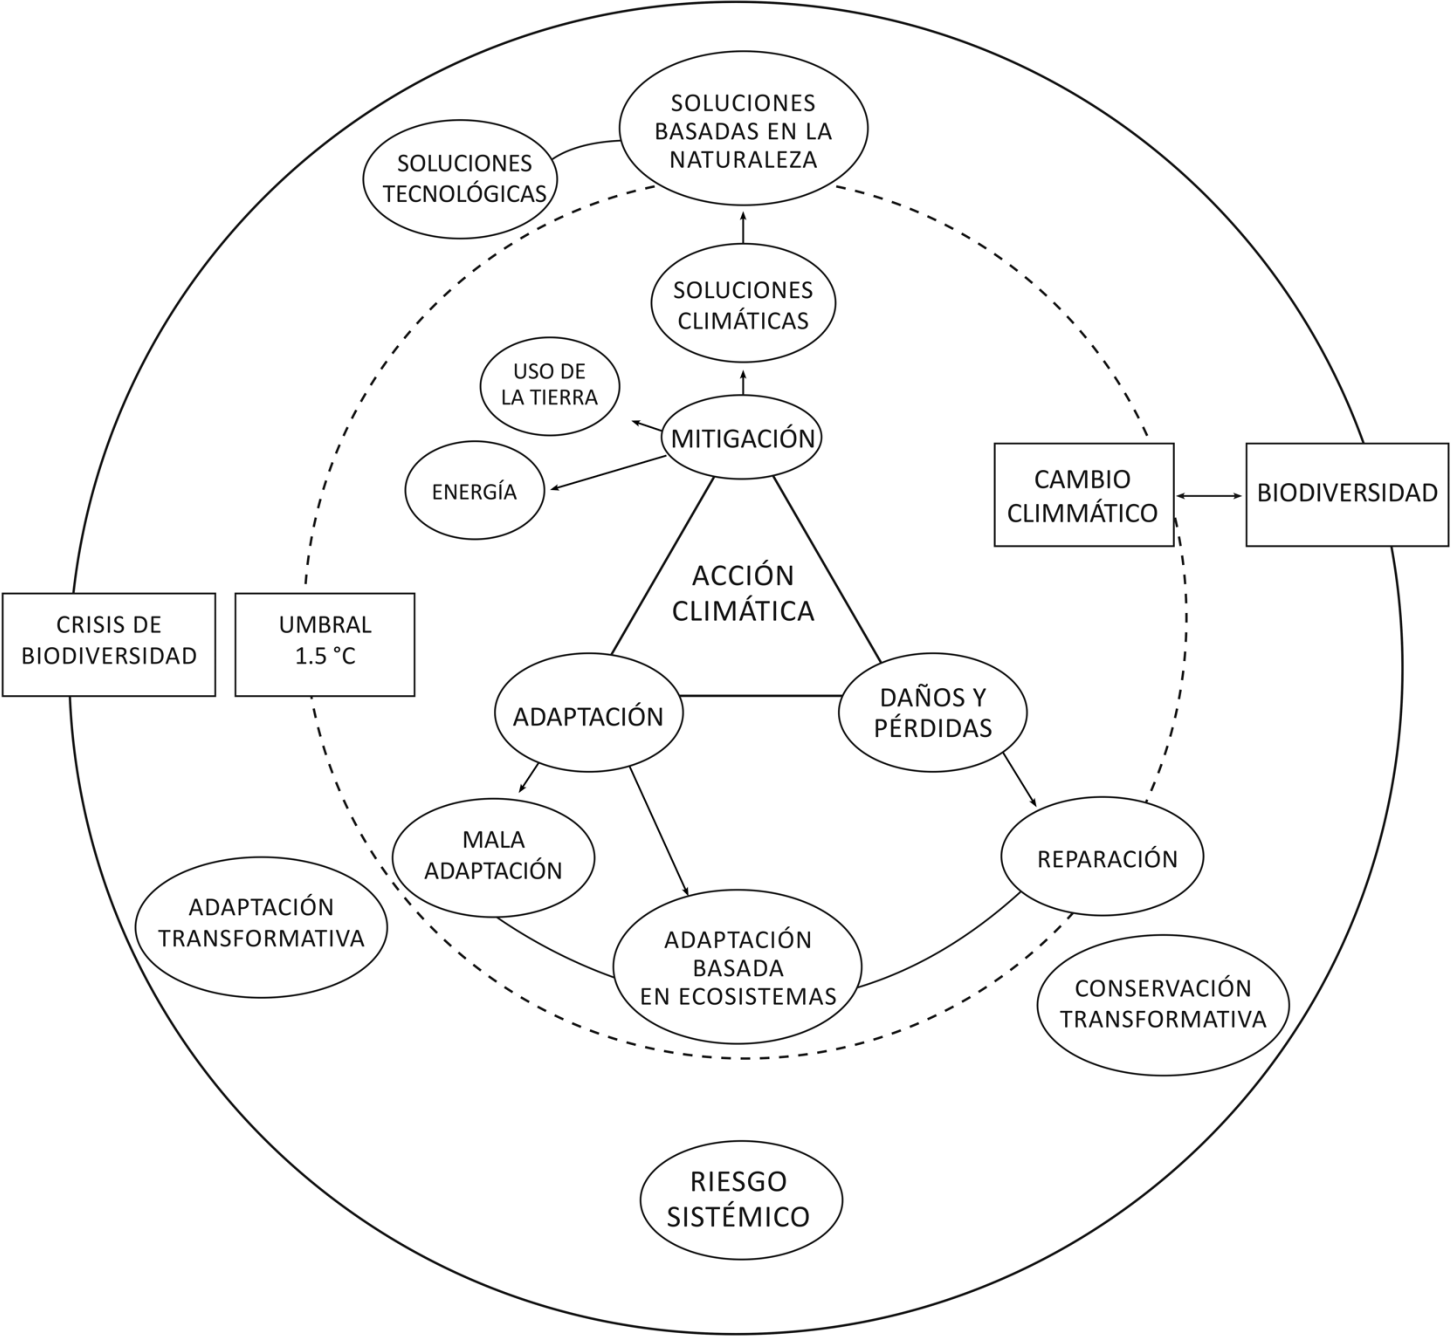 SOLUCIONES
BASADAS EN LA
NATURALEZA
SOLUCIONES
TECNOLÓGICAS
SOLUCIONES
CLIMÁTICAS
USO DE
LA TIERRA
MITIGACIÓN
ENERGÍA
CAMBIO
CLIMMÁTICO
BIODIVERSIDAD
ACCIÓN
CLIMÁTICA
CRISIS DE
BIODIVERSIDAD
UMBRAL
1.5 °C
ADAPTACIÓN
DAÑOS Y
PÉRDIDAS
MALA
ADAPTACIÓN
REPARACIÓN
ADAPTACIÓN
TRANSFORMATIVA
ADAPTACIÓN
BASADA
EN ECOSISTEMAS
CONSERVACIÓN
TRANSFORMATIVA
RIESGO
SISTÉMICO